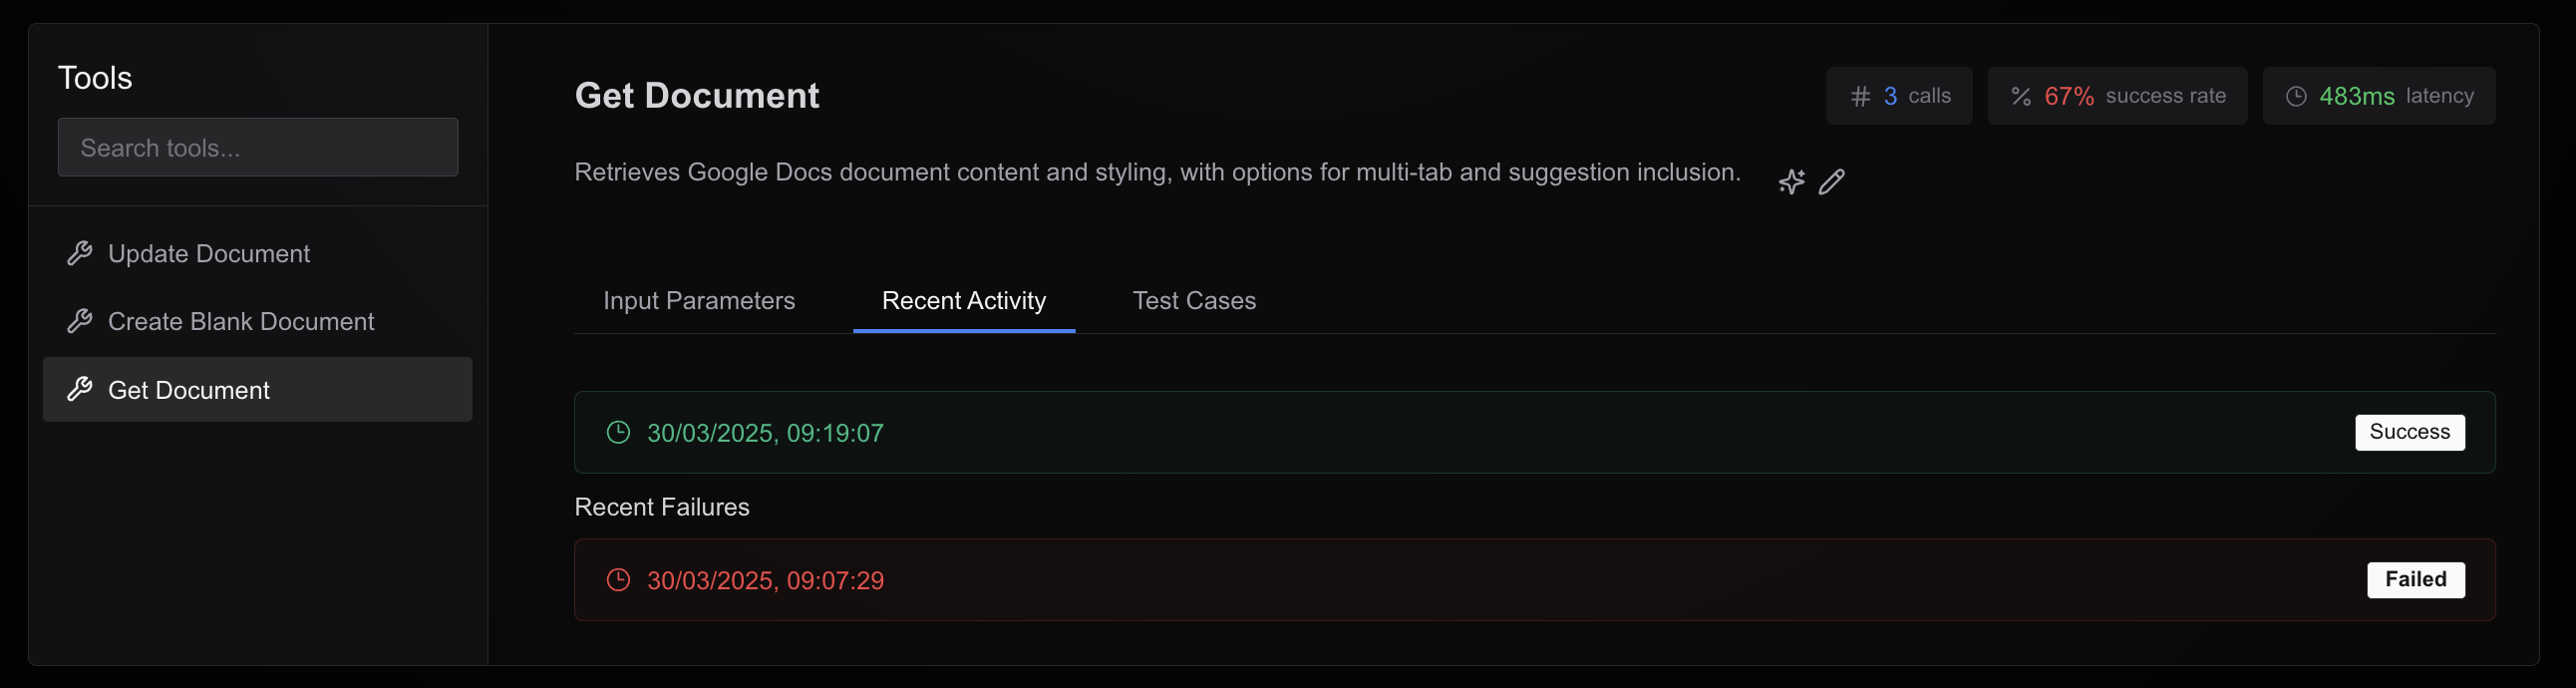 Tools
Search tools...
Update Document
Create Blank Document
Get Document
Get Document
3 calls
67% success rate
483ms latency
Retrieves Google Docs document content and styling, with options for multi-tab and suggestion inclusion.
Input Parameters
Recent Activity
Test Cases
30/03/2025, 09:19:07
Success
Recent Failures
30/03/2025, 09:07:29
Failed